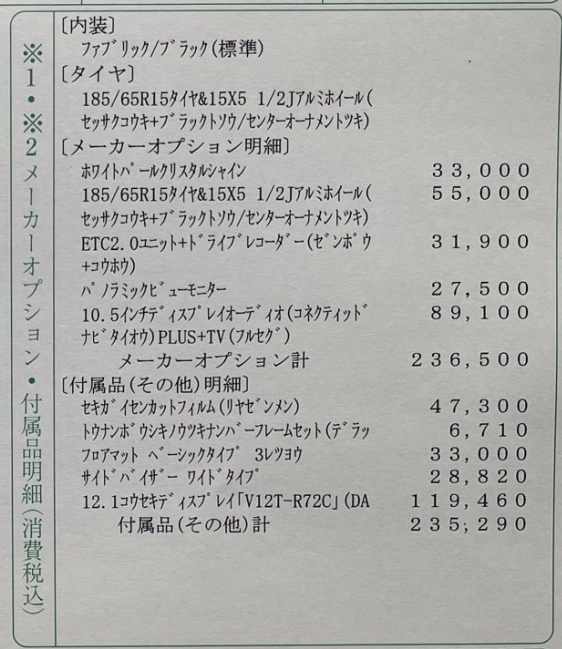 ※1・※2メーカーオプション・付属品明細(消費税込)
[内装]
ﾌｧﾌﾞﾘｯｸ/ﾌﾞﾗｯｸ(標準)
[タイヤ]
185/65R15ﾀｲﾔ&15X5 1/2Jｱﾙﾐﾎｲｰﾙ(
ｾｯｻｸｺｳｷ+ﾌﾞﾗｯｸﾄｿｳ/ｾﾝﾀｰｵｰﾅﾒﾝﾄﾂｷ)
[メーカーオプション明細]
ﾎﾜｲﾄﾊﾟｰﾙｸﾘｽﾀﾙｼｬｲﾝ 33,000
185/65R15ﾀｲﾔ&15X5 1/2Jｱﾙﾐﾎｲｰﾙ( 55,000
ｾｯｻｸｺｳｷ+ﾌﾞﾗｯｸﾄｿｳ/ｾﾝﾀｰｵｰﾅﾒﾝﾄﾂｷ)
ETC2.0ﾕﾆｯﾄ+ﾄﾞﾗｲﾌﾞﾚｺｰﾀﾞｰ(ｾﾞﾝﾎﾟｳ 31,900
+ｺｳﾎｳ)
ﾊﾟﾉﾗﾐｯｸﾋﾞｭｰﾓﾆﾀｰ 27,500
10.5ｲﾝﾁﾃﾞｨｽﾌﾟﾚｲｵｰﾃﾞｨｵ(ｺﾈｸﾃｨｯﾄﾞ 89,100
ﾅﾋﾞﾀｲｵｳ)PLUS+TV(ﾌﾙｾｸﾞ)
メーカーオプション計 236,500
[付属品(その他)明細]
ｾｷｶﾞｲｾﾝｶｯﾄﾌｨﾙﾑ(ﾘﾔｾﾞﾝﾒﾝ) 47,300
ﾄｳﾅﾝﾎﾞｳｼｷﾉｳﾂｷﾅﾝﾊﾞｰﾌﾚｰﾑｾｯﾄ(ﾃﾞﾗｯ 6,710
ﾌﾛｱﾏｯﾄ ﾍﾞｰｼｯｸﾀｲﾌﾟ 3ﾚﾂﾖｳ 33,000
ｻｲﾄﾞﾊﾞｲｻﾞｰ ﾜｲﾄﾞﾀｲﾌﾟ 28,820
12.1ｺｳｾｷﾃﾞｨｽﾌﾟﾚｲ｢V12T-R72C｣(DA 119,460
付属品(その他)計 235,290